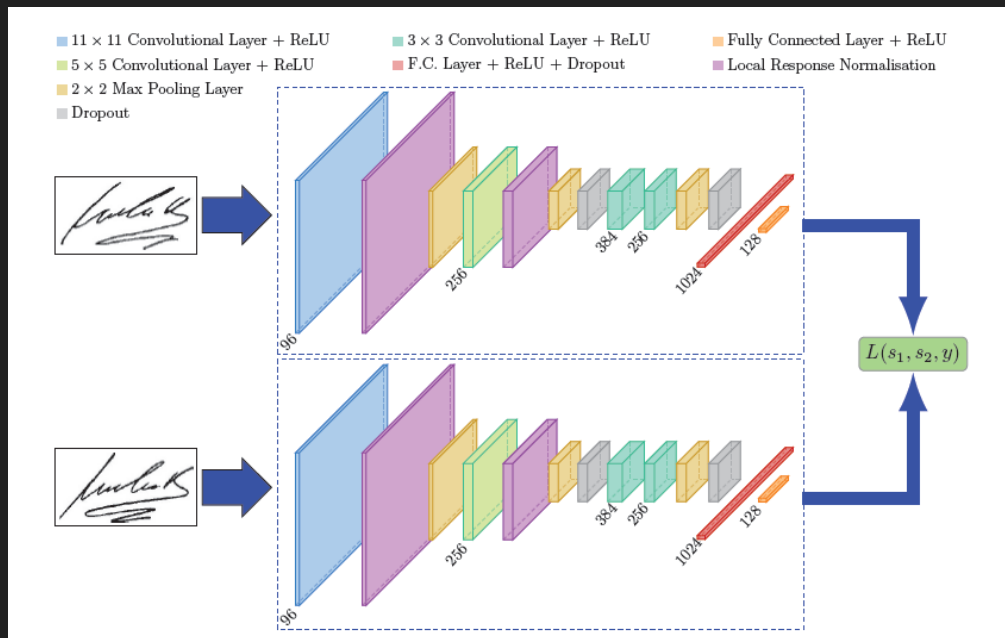 11 × 11 Convolutional Layer + ReLU
3 × 3 Convolutional Layer + ReLU
Fully Connected Layer + ReLU
5 × 5 Convolutional Layer + ReLU
F.C. Layer + ReLU + Dropout
Local Response Normalisation
2 × 2 Max Pooling Layer
Dropout
96
256
384
256
1024
128
L(s₁, s₂, y)
96
256
384
256
1024
128